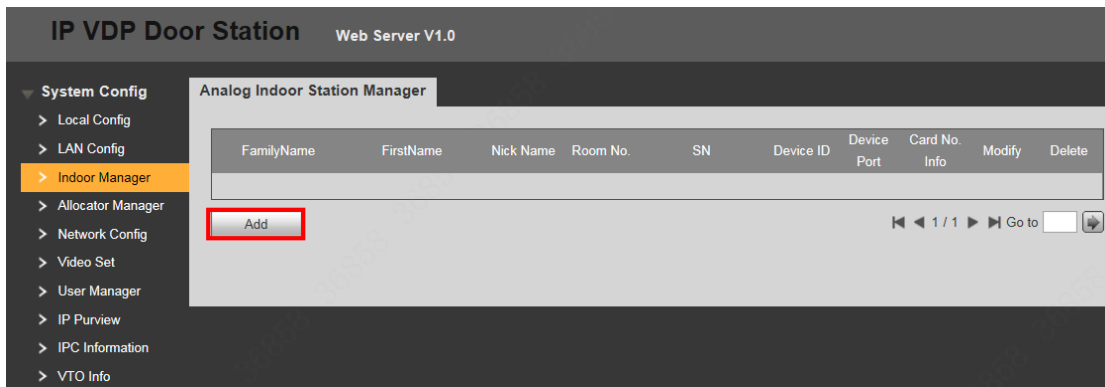 IP VDP Door Station Web Server V1.0
System Config
Local Config
LAN Config
Indoor Manager
Allocator Manager
Network Config
Video Set
User Manager
IP Purview
IPC Information
VTO Info
Analog Indoor Station Manager
FamilyName FirstName Nick Name Room No. SN Device ID Device Port Card No. Info Modify Delete
Add
1 / 1 Go to